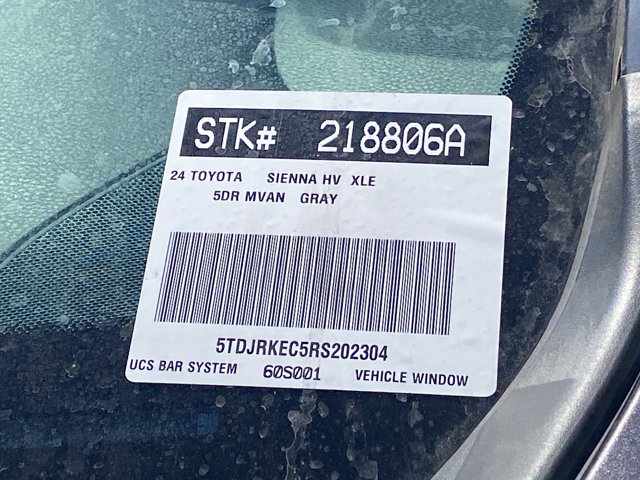 STK# 218806A
24 TOYOTA SIENNA HV XLE
5DR MVAN GRAY
5TDJRKEC5RS202304
UCS BAR SYSTEM 60S001 VEHICLE WINDOW